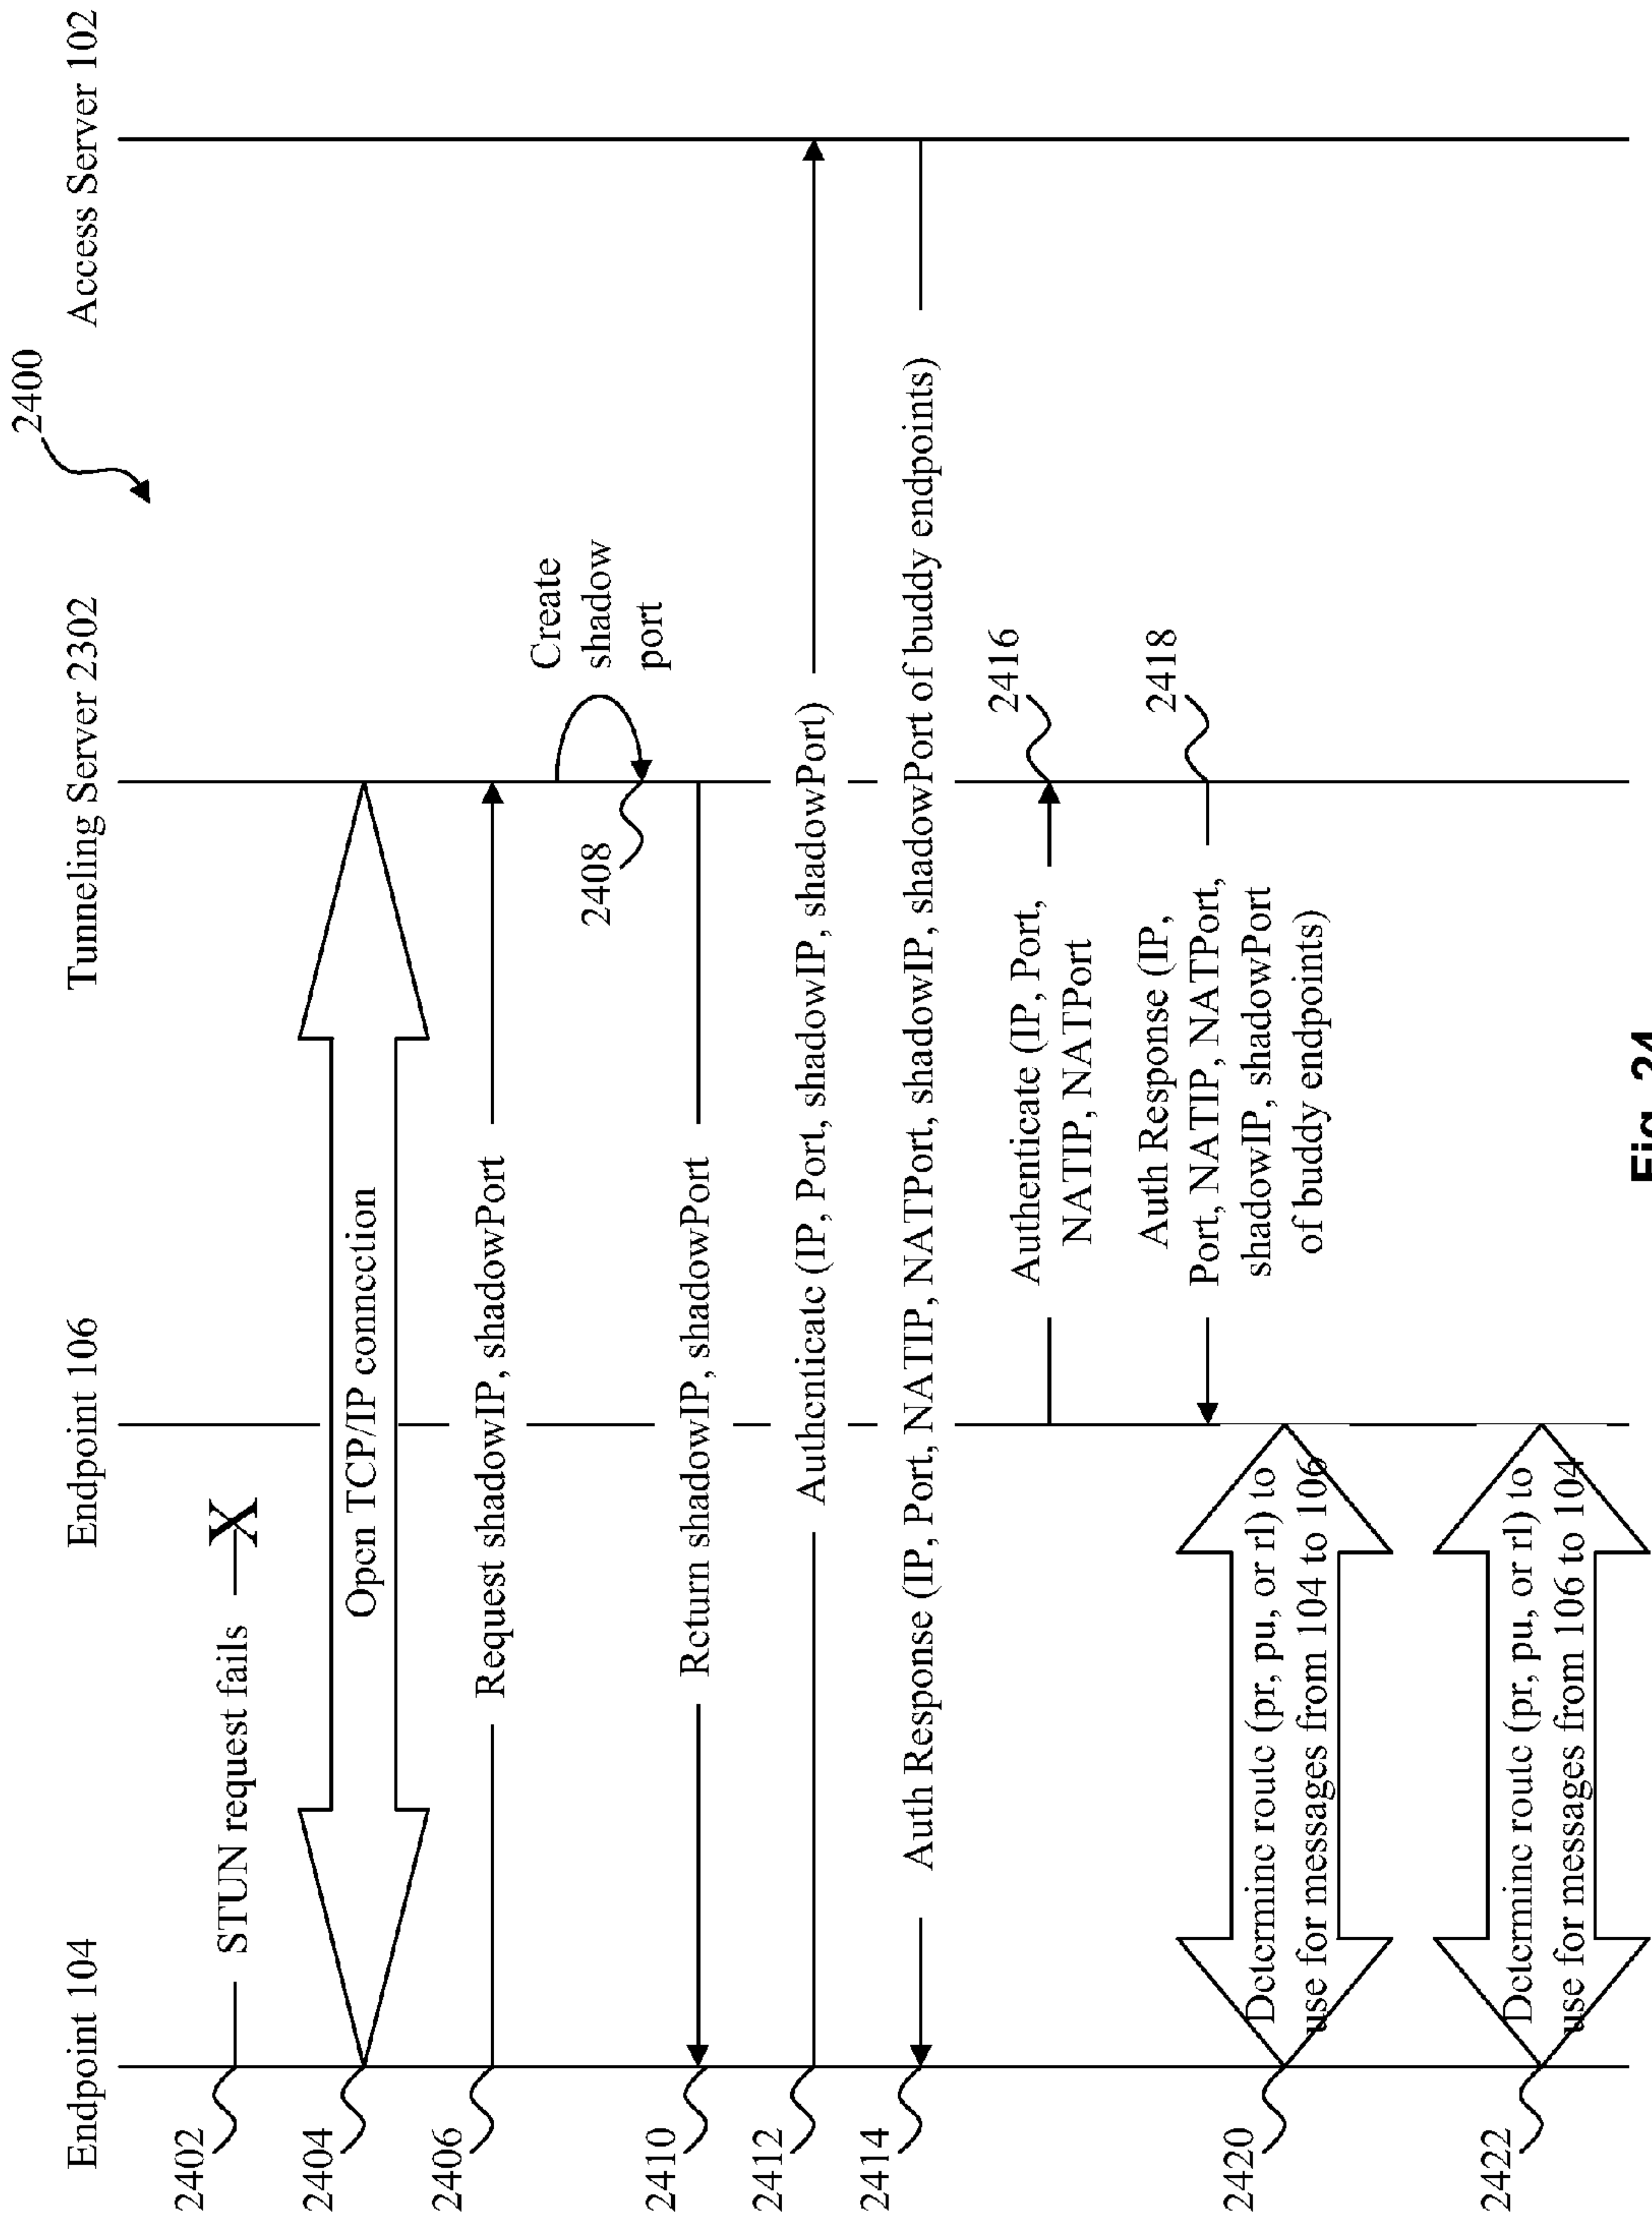 2400
Endpoint 104
Endpoint 106
Tunneling Server 2302
Access Server 102
2402
STUN request fails
X
2404
Open TCP/IP connection
2406
Request shadowIP, shadowPort
Create
shadow
port
2408
2410
Return shadowIP, shadowPort
2412
Authenticate (IP, Port, shadowIP, shadowPort)
2414
Auth Response (IP, Port, NATIP, NATPort, shadowIP, shadowPort of buddy endpoints)
Authenticate (IP, Port,
NATIP, NATPort
2416
Auth Response (IP,
Port, NATIP, NATPort,
shadowIP, shadowPort
of buddy endpoints)
2418
2420
Determine route (pr, pu, or rl) to
use for messages from 104 to 106
2422
Determine route (pr, pu, or rl) to
use for messages from 106 to 104
Fig. 24